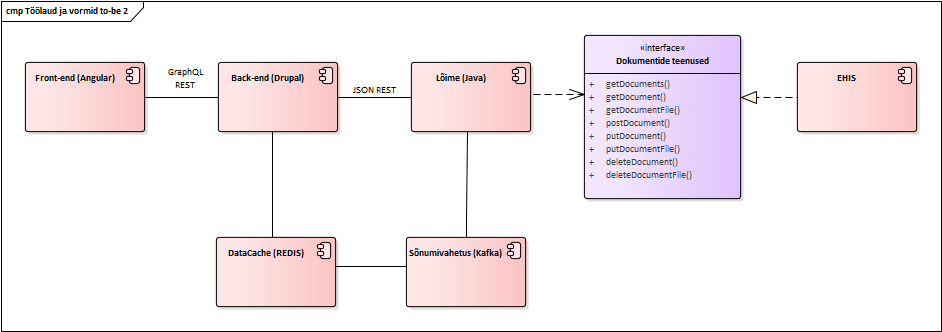 cmp Töölaud ja vormid to-be 2
Front-end (Angular)
GraphQL
REST
Back-end (Drupal)
JSON REST
Lõime (Java)
«interface»
Dokumentide teenused
+ getDocuments()
+ getDocument()
+ getDocumentFile()
+ postDocument()
+ putDocument()
+ putDocumentFile()
+ deleteDocument()
+ deleteDocumentFile()
EHIS
DataCache (REDIS)
Sõnumivahetus (Kafka)